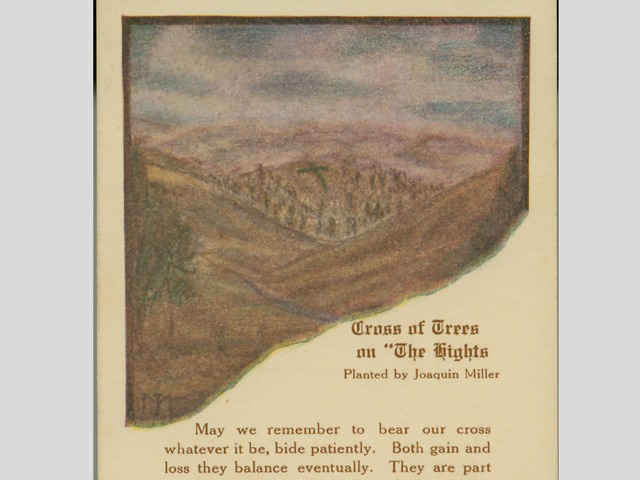 Cross of Trees
on "The Hights
Planted by Joaquin Miller
May we remember to bear our cross
whatever it be, bide patiently. Both gain and
loss they balance eventually. They are part